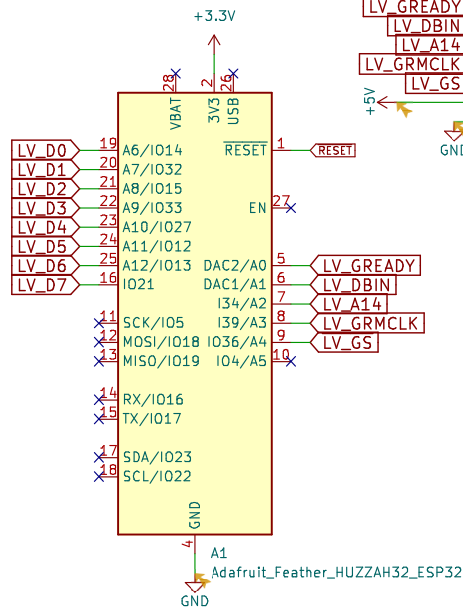 +3.3V
LV_GREADY
LV_DBIN
LV_A14
LV_GRMCLK
LV_GS
+5V
GND
28 2 26
VBAT 3V3 USB
LV_D0 19 A6/IO14 RESET 1 RESET
LV_D1 20 A7/IO32
LV_D2 21 A8/IO15
LV_D3 22 A9/IO33 EN 27
LV_D4 23 A10/IO27
LV_D5 24 A11/IO12
LV_D6 25 A12/IO13 DAC2/A0 5 LV_GREADY
LV_D7 16 IO21 DAC1/A1 6 LV_DBIN
I34/A2 7 LV_A14
11 SCK/IO5 I39/A3 8 LV_GRMCLK
12 MOSI/IO18 IO36/A4 9 LV_GS
13 MISO/IO19 IO4/A5 10
14 RX/IO16
15 TX/IO17
17 SDA/IO23
18 SCL/IO22
GND
4
A1
Adafruit_Feather_HUZZAH32_ESP32
GND